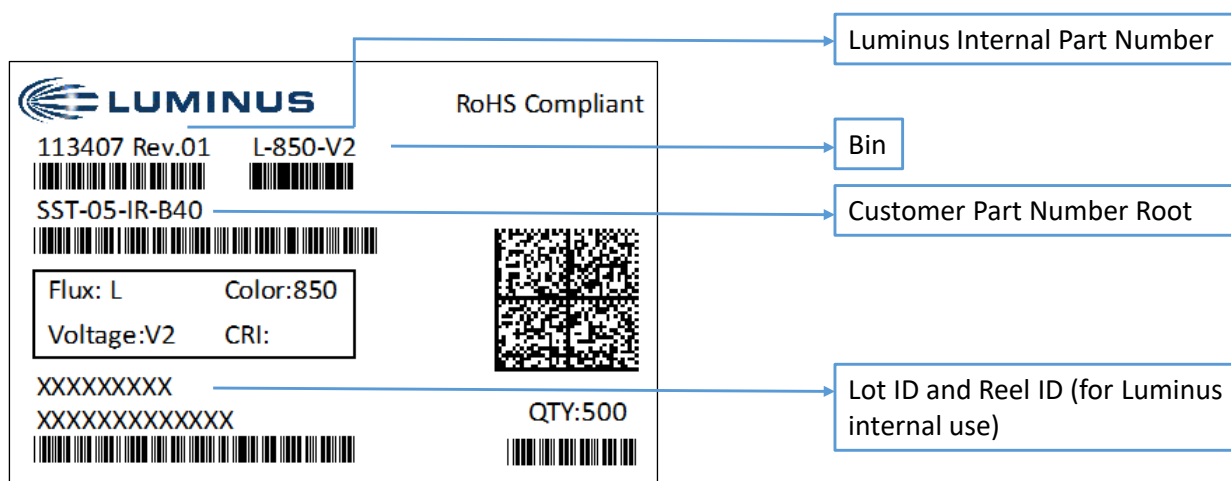 Luminus Internal Part Number
LUMINUS
RoHS Compliant
113407 Rev.01 L-850-V2
Bin
SST-05-IR-B40
Customer Part Number Root
Flux: L Color:850
Voltage:V2 CRI:
XXXXXXXXX
XXXXXXXXXXXXX
Lot ID and Reel ID (for Luminus
internal use)
QTY:500